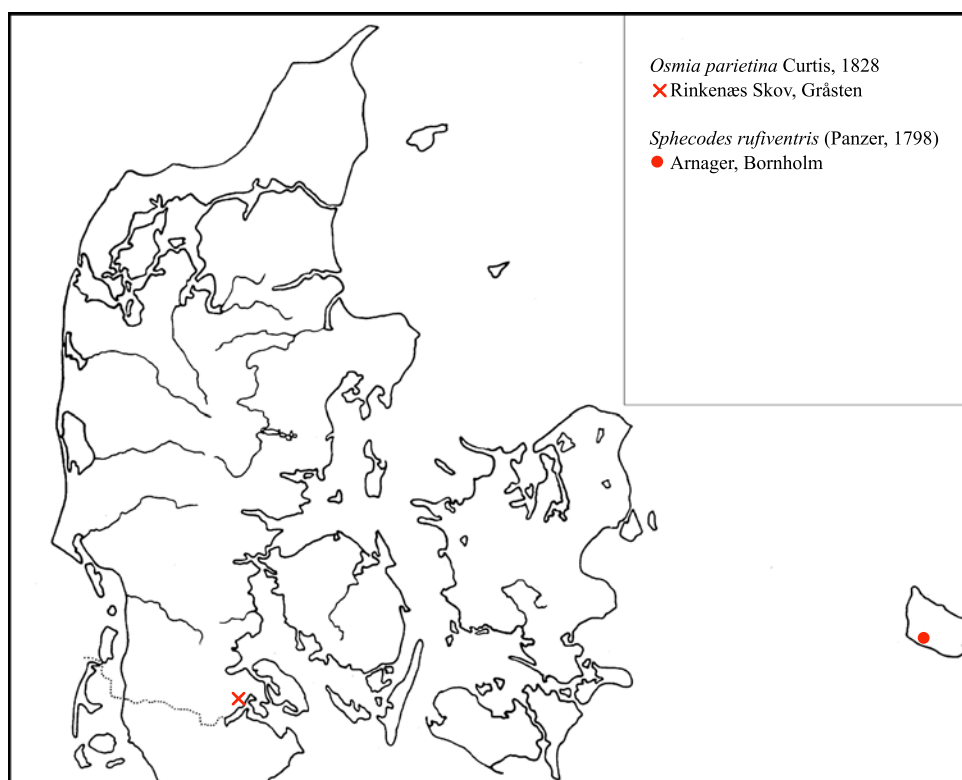 Osmia parietina Curtis, 1828
Rinkenæs Skov, Gråsten
Sphecodes rufiventris (Panzer, 1798)
Arnager, Bornholm